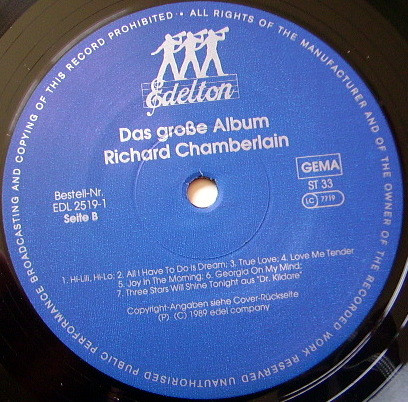 PUBLIC PERFORMANCE BROADCASTING AND COPYING OF THIS RECORD PROHIBITED • ALL RIGHTS OF THE MANUFACTURER AND OF THE OWNER OF THE RECORDED WORK RESERVED UNAUTHORISED
Edelton
Das große Album
Richard Chamberlain
Bestell-Nr.
EDL 2519-1
Seite B
GEMA
ST 33
LC 7719
1. Hi-Lili, Hi-Lo; 2. All I Have To Do is Dream; 3. True Love; 4. Love Me Tender
5. Joy In The Morning; 6. Georgia On My Mind;
7. Three Stars Will Shine Tonight aus "Dr. Kildare"
Copyright-Angaben siehe Cover-Rückseite
(P) (C) 1989 edel company